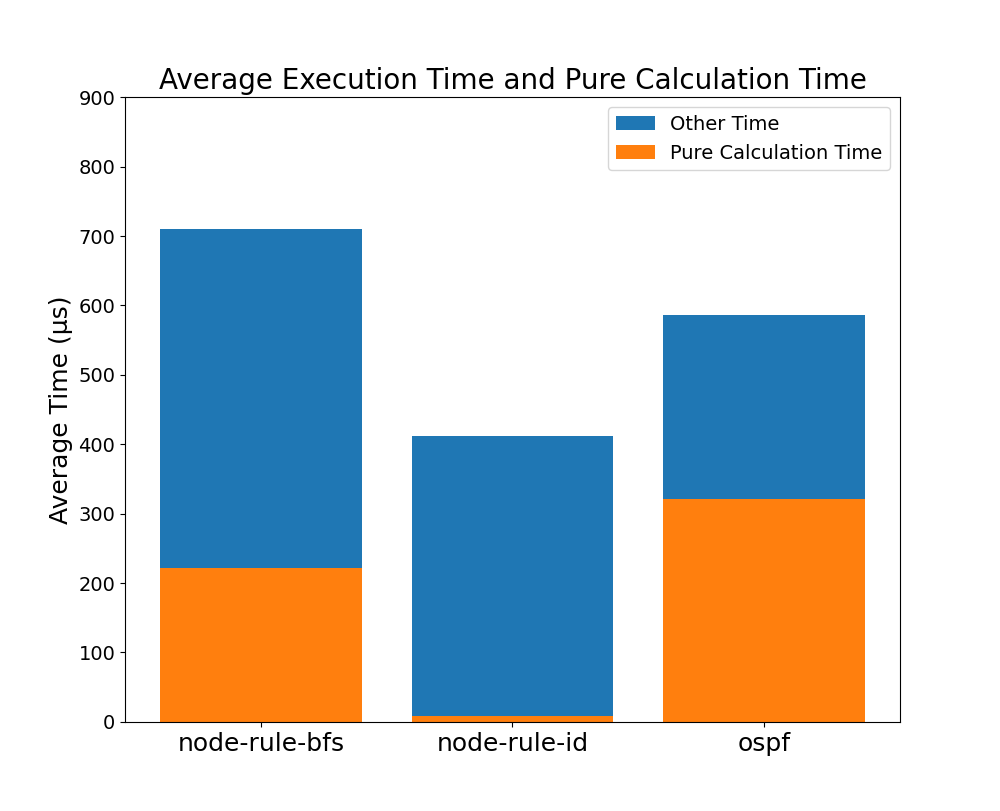 Average Execution Time and Pure Calculation Time
Other Time
Pure Calculation Time
Average Time (μs)
900
800
700
600
500
400
300
200
100
0
node-rule-bfs
node-rule-id
ospf